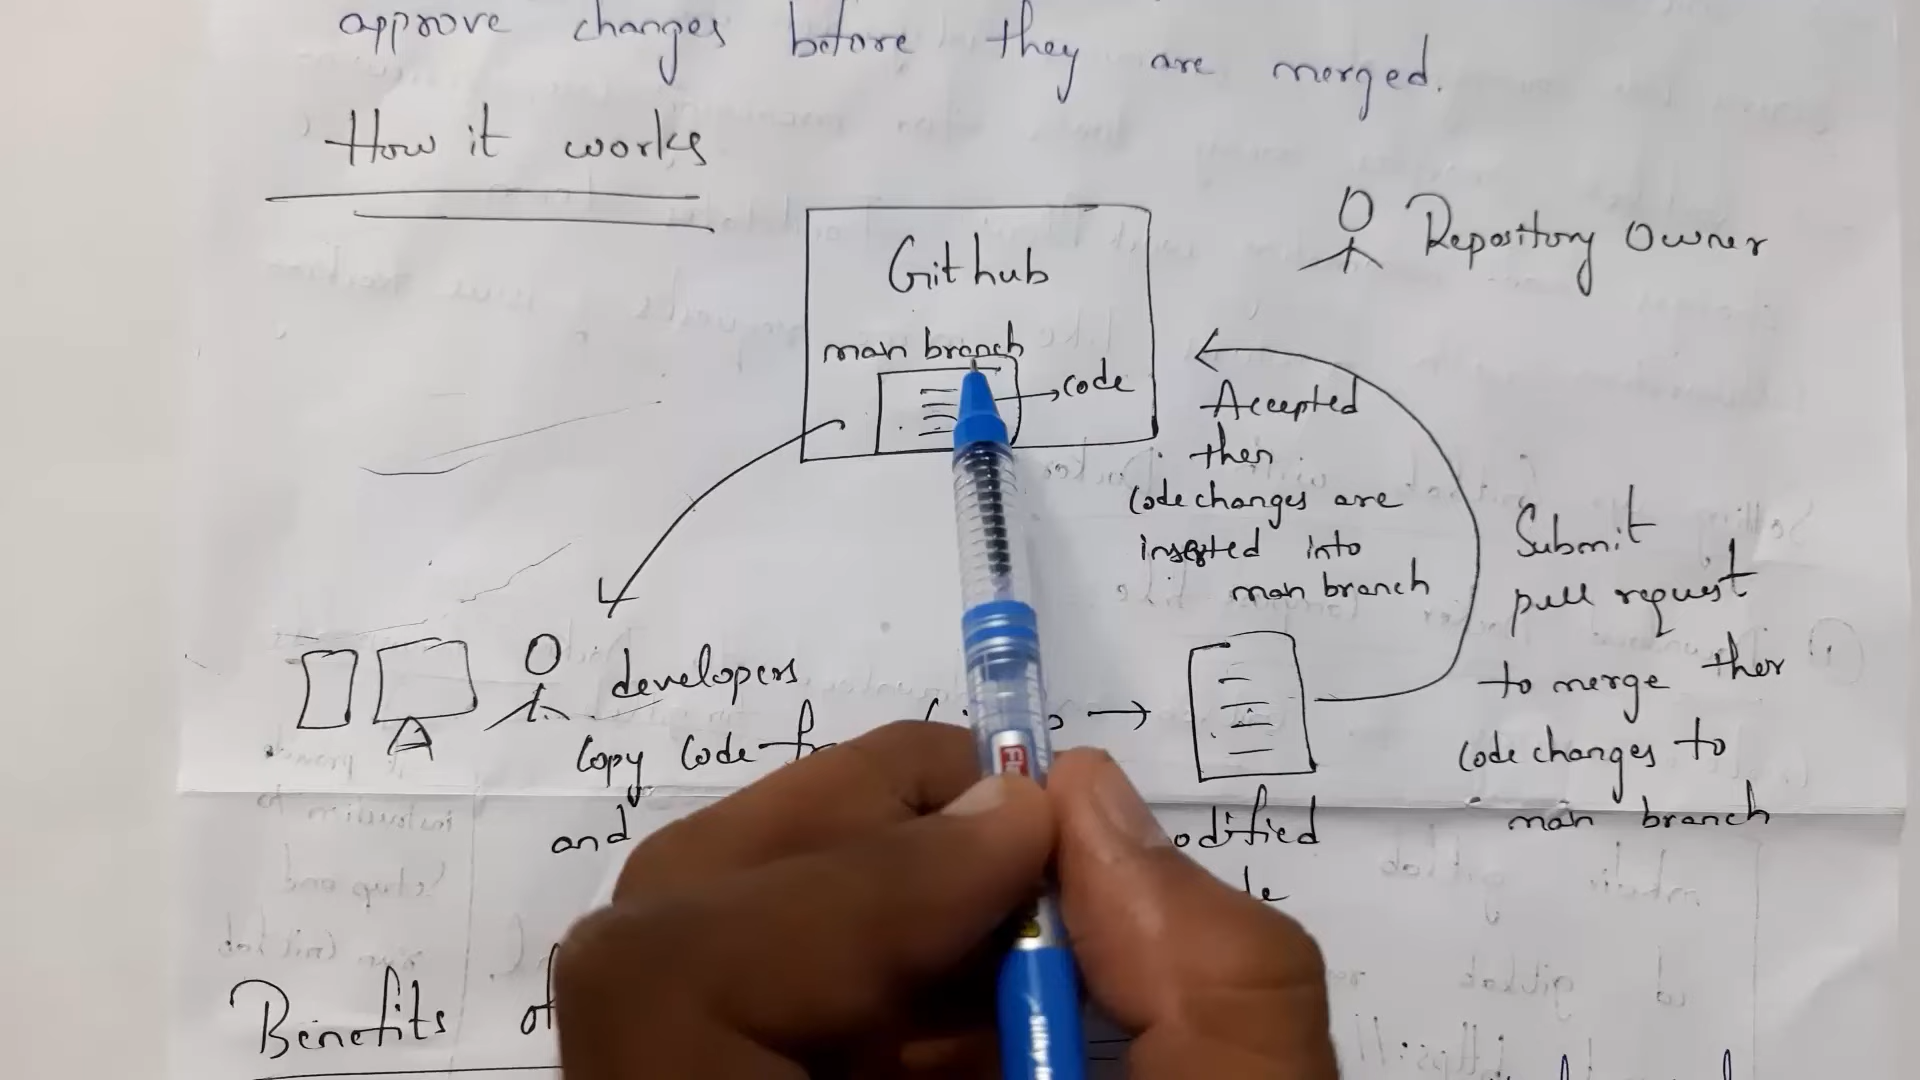 approve changes before they are merged.
How it works
Github
main branch
code
Repository Owner
Accepted
then
code changes are
inserted into
main branch
Submit
pull request
to merge ther
code changes to
main branch
developers
copy code
and
Benefits of